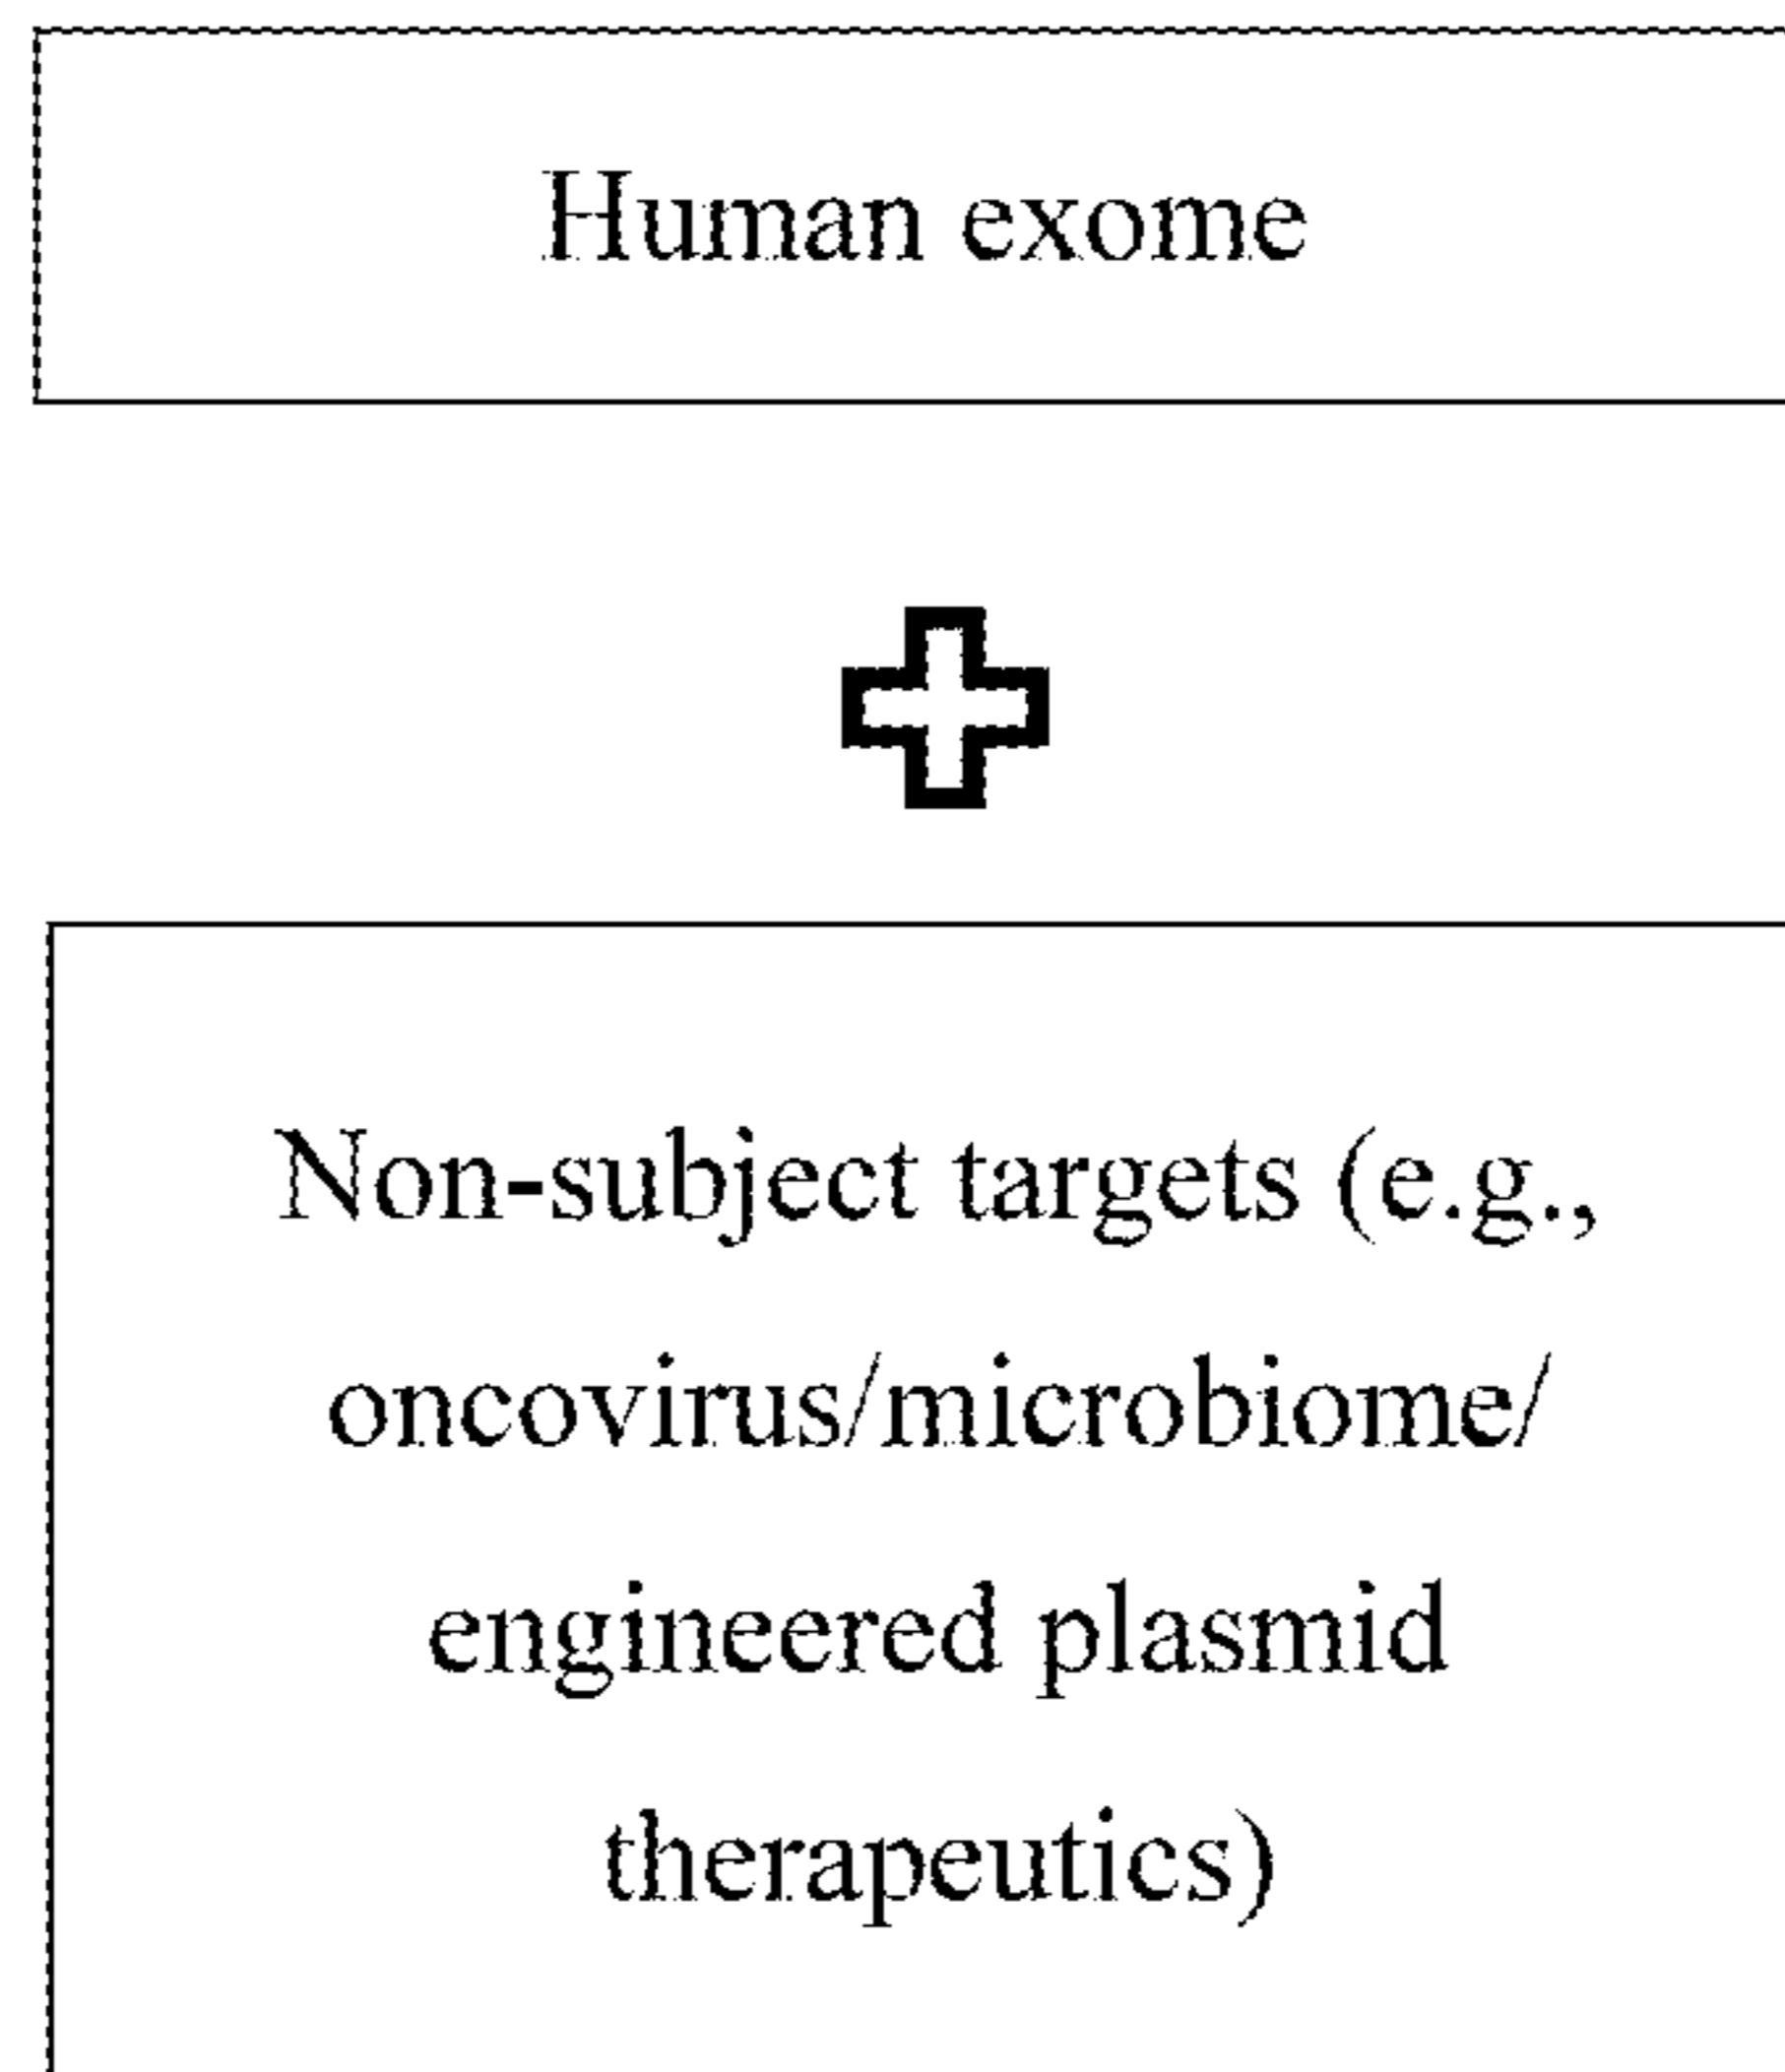 Human exome
Non-subject targets (e.g.,
oncovirus/microbiome/
engineered plasmid
therapeutics)